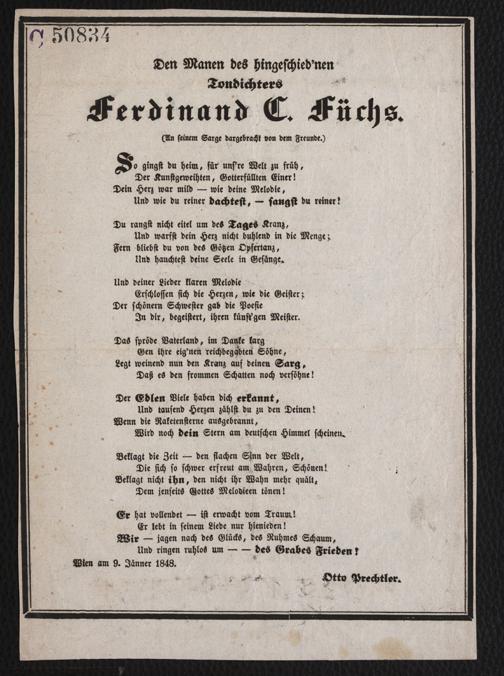 C 50834
Den Manen des hingeschied'nen
Tondichters
Ferdinand C. Füchs.
(An seinem Sarge dargebracht von dem Freunde.)
So gingst du heim, für uns're Welt zu früh,
Der Kunstgeweihten, Gotterfüllten Einer!
Dein Herz war mild — wie deine Melodie,
Und wie du reiner dachtest, — sangst du reiner!
Du rangst nicht eitel um des Tages Kranz,
Und warfst dein Herz nicht buhlend in die Menge;
Fern bliebst du von des Götzen Opfertanz,
Und hauchtest deine Seele in Gesänge.
Und deiner Lieder klaren Melodie
Erschlossen sich die Herzen, wie die Geister;
Der schönern Schwester gab die Poesie
In dir, begeistert, ihren künft'gen Meister.
Das spröde Vaterland, im Danke karg
Gen ihre eig'nen reichbegabten Söhne,
Legt weinend nun den Kranz auf deinen Sarg,
Daß es den frommen Schatten noch versöhne!
Der Edlen Viele haben dich erkannt,
Und tausend Herzen zählst du zu den Deinen!
Wenn die Raketensterne ausgebrannt,
Wird noch dein Stern am deutschen Himmel scheinen.
Beklagt die Zeit — den flachen Sinn der Welt,
Die sich so schwer erfreut am Wahren, Schönen!
Beklagt nicht ihn, den nicht ihr Wahn mehr quält,
Dem jenseits Gottes Melodieen tönen!
Er hat vollendet — ist erwacht vom Traum!
Er lebt in seinem Liede nur hienieden!
Wir — jagen nach des Glücks, des Ruhmes Schaum,
Und ringen ruhlos um — — des Grabes Frieden!
Wien am 9. Jänner 1848.
Otto Prechtler.